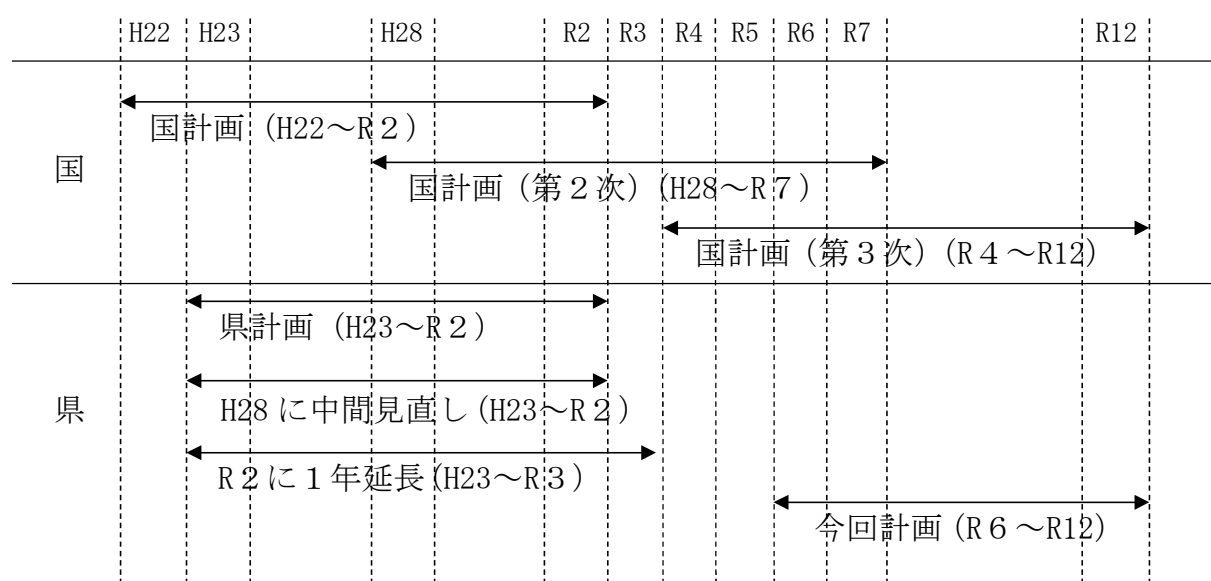 H22 H23 H28 R2 R3 R4 R5 R6 R7 R12
国計画（H22～R２）
国
国計画（第２次）（H28～R７）
国計画（第３次）（R４～R12）
県計画（H23～R２）
県
H28に中間見直し（H23～R２）
R２に１年延長（H23～R３）
今回計画（R６～R12）